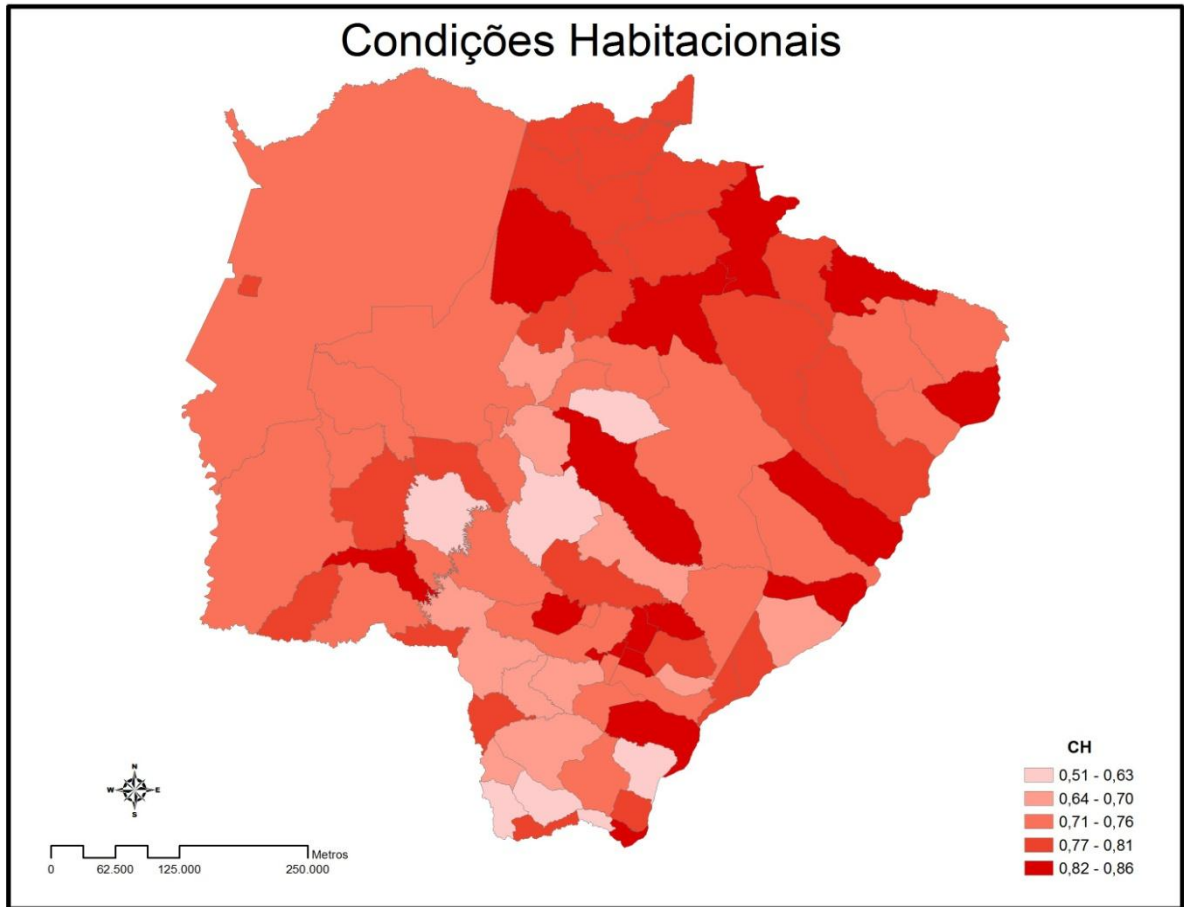 Condições Habitacionais
CH
0,51 - 0,63
0,64 - 0,70
0,71 - 0,76
0,77 - 0,81
0,82 - 0,86
N
W E
S
Metros
0 62.500 125.000 250.000